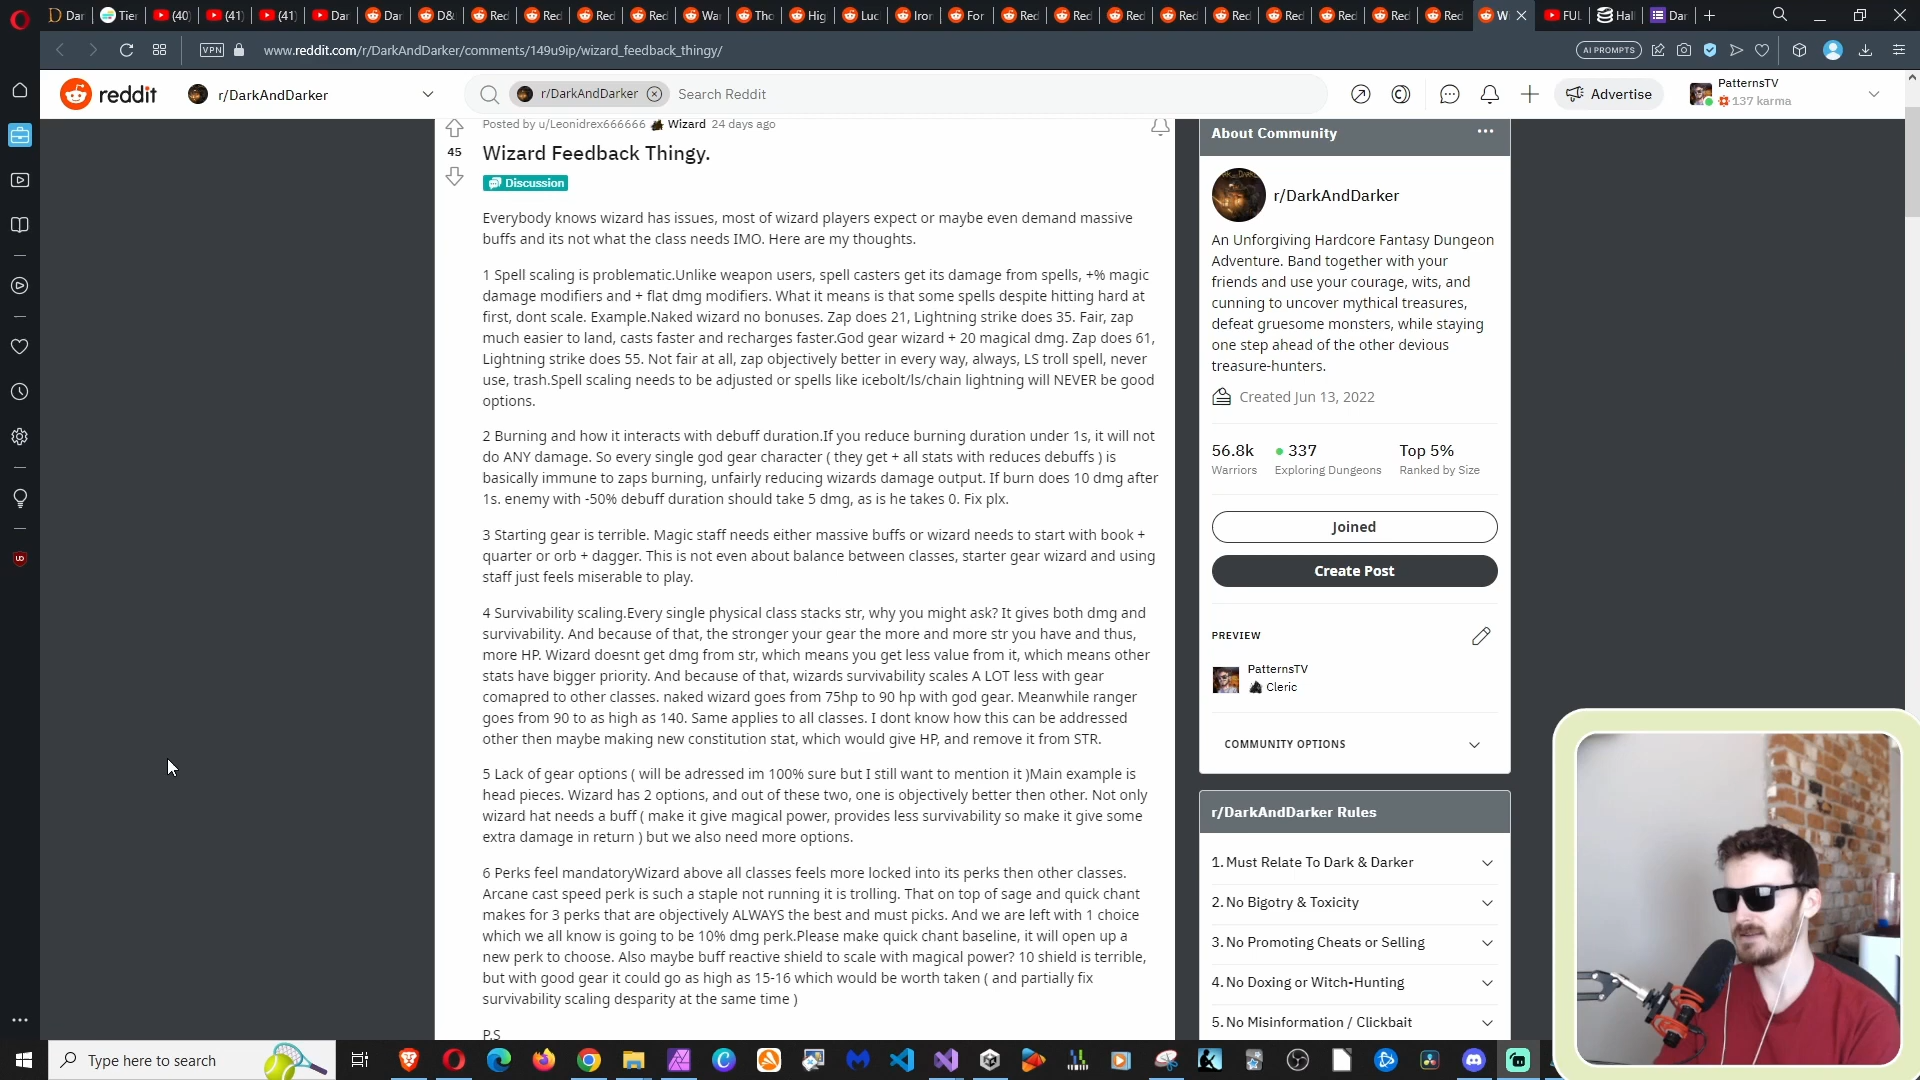 Dar
Tier
(40)
(41)
(41)
Dar
Dar
D&
Red
Red
Red
Red
Wa
Tho
Hig
Luc
Iron
For
Red
Red
Red
Red
Red
Red
Red
Red
Red
W
FUL
Hal
Dar
VPN
www.reddit.com/r/DarkAndDarker/comments/149u9ip/wizard_feedback_thingy/
AI PROMPTS
reddit
r/DarkAndDarker
r/DarkAndDarker
Search Reddit
Advertise
PatternsTV
137 karma
Posted by u/Leonidrex666666 Wizard 24 days ago
45
Wizard Feedback Thingy.
Discussion
Everybody knows wizard has issues, most of wizard players expect or maybe even demand massive
buffs and its not what the class needs IMO. Here are my thoughts.
1 Spell scaling is problematic.Unlike weapon users, spell casters get its damage from spells, +% magic
damage modifiers and + flat dmg modifiers. What it means is that some spells despite hitting hard at
first, dont scale. Example.Naked wizard no bonuses. Zap does 21, Lightning strike does 35. Fair, zap
much easier to land, casts faster and recharges faster.God gear wizard + 20 magical dmg. Zap does 61,
Lightning strike does 55. Not fair at all, zap objectively better in every way, always, LS troll spell, never
use, trash.Spell scaling needs to be adjusted or spells like icebolt/ls/chain lightning will NEVER be good
options.
2 Burning and how it interacts with debuff duration.If you reduce burning duration under 1s, it will not
do ANY damage. So every single god gear character ( they get + all stats with reduces debuffs ) is
basically immune to zaps burning, unfairly reducing wizards damage output. If burn does 10 dmg after
1s. enemy with -50% debuff duration should take 5 dmg, as is he takes 0. Fix plx.
3 Starting gear is terrible. Magic staff needs either massive buffs or wizard needs to start with book +
quarter or orb + dagger. This is not even about balance between classes, starter gear wizard and using
staff just feels miserable to play.
4 Survivability scaling.Every single physical class stacks str, why you might ask? It gives both dmg and
survivability. And because of that, the stronger your gear the more and more str you have and thus,
more HP. Wizard doesnt get dmg from str, which means you get less value from it, which means other
stats have bigger priority. And because of that, wizards survivability scales A LOT less with gear
comapred to other classes. naked wizard goes from 75hp to 90 hp with god gear. Meanwhile ranger
goes from 90 to as high as 140. Same applies to all classes. I dont know how this can be addressed
other then maybe making new constitution stat, which would give HP, and remove it from STR.
5 Lack of gear options ( will be adressed im 100% sure but I still want to mention it )Main example is
head pieces. Wizard has 2 options, and out of these two, one is objectively better then other. Not only
wizard hat needs a buff ( make it give magical power, provides less survivability so make it give some
extra damage in return ) but we also need more options.
6 Perks feel mandatoryWizard above all classes feels more locked into its perks then other classes.
Arcane cast speed perk is such a staple not running it is trolling. That on top of sage and quick chant
makes for 3 perks that are objectively ALWAYS the best and must picks. And we are left with 1 choice
which we all know is going to be 10% dmg perk.Please make quick chant baseline, it will open up a
new perk to choose. Also maybe buff reactive shield to scale with magical power? 10 shield is terrible,
but with good gear it could go as high as 15-16 which would be worth taken ( and partially fix
survivability scaling desparity at the same time )
P.S
About Community
r/DarkAndDarker
An Unforgiving Hardcore Fantasy Dungeon
Adventure. Band together with your
friends and use your courage, wits, and
cunning to uncover mythical treasures,
defeat gruesome monsters, while staying
one step ahead of the other devious
treasure-hunters.
Created Jun 13, 2022
56.8k
337
Top 5%
Warriors
Exploring Dungeons
Ranked by Size
Joined
Create Post
PREVIEW
PatternsTV
Cleric
COMMUNITY OPTIONS
r/DarkAndDarker Rules
1. Must Relate To Dark & Darker
2. No Bigotry & Toxicity
3. No Promoting Cheats or Selling
4. No Doxing or Witch-Hunting
5. No Misinformation / Clickbait
Type here to search